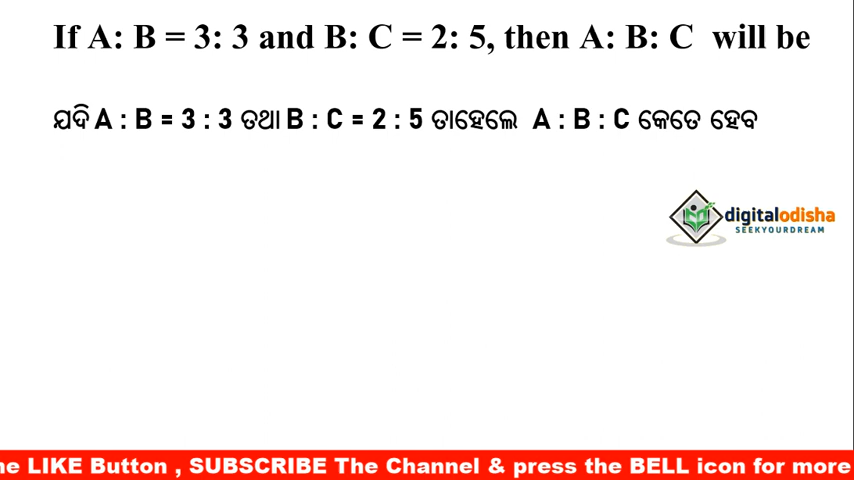 If A: B = 3: 3 and B: C = 2: 5, then A: B: C will be
ଯଦି A : B = 3 : 3 ତଥା B : C = 2 : 5 ତାହେଲେ A : B : C କେତେ ହେବ
digitalodisha
SEEKYOURDREAM
he LIKE Button , SUBSCRIBE The Channel & press the BELL icon for more